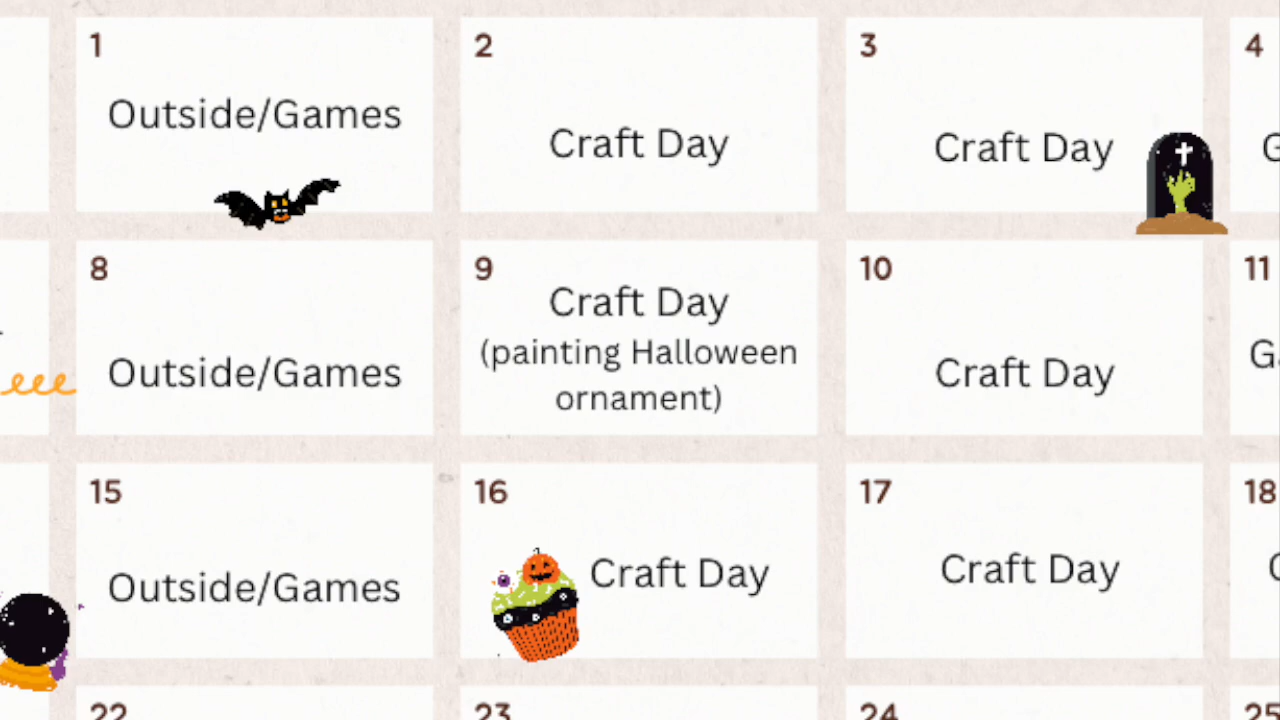 1
2
3
4
Outside/Games
Craft Day
Craft Day
8
9
10
11
Outside/Games
Craft Day
(painting Halloween
ornament)
Craft Day
15
16
17
18
Outside/Games
Craft Day
Craft Day
22
23
24
25